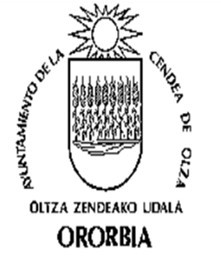 AYUNTAMIENTO DE LA CENDEA DE OLZA
OLTZA ZENDEAKO UDALA
ORORBIA